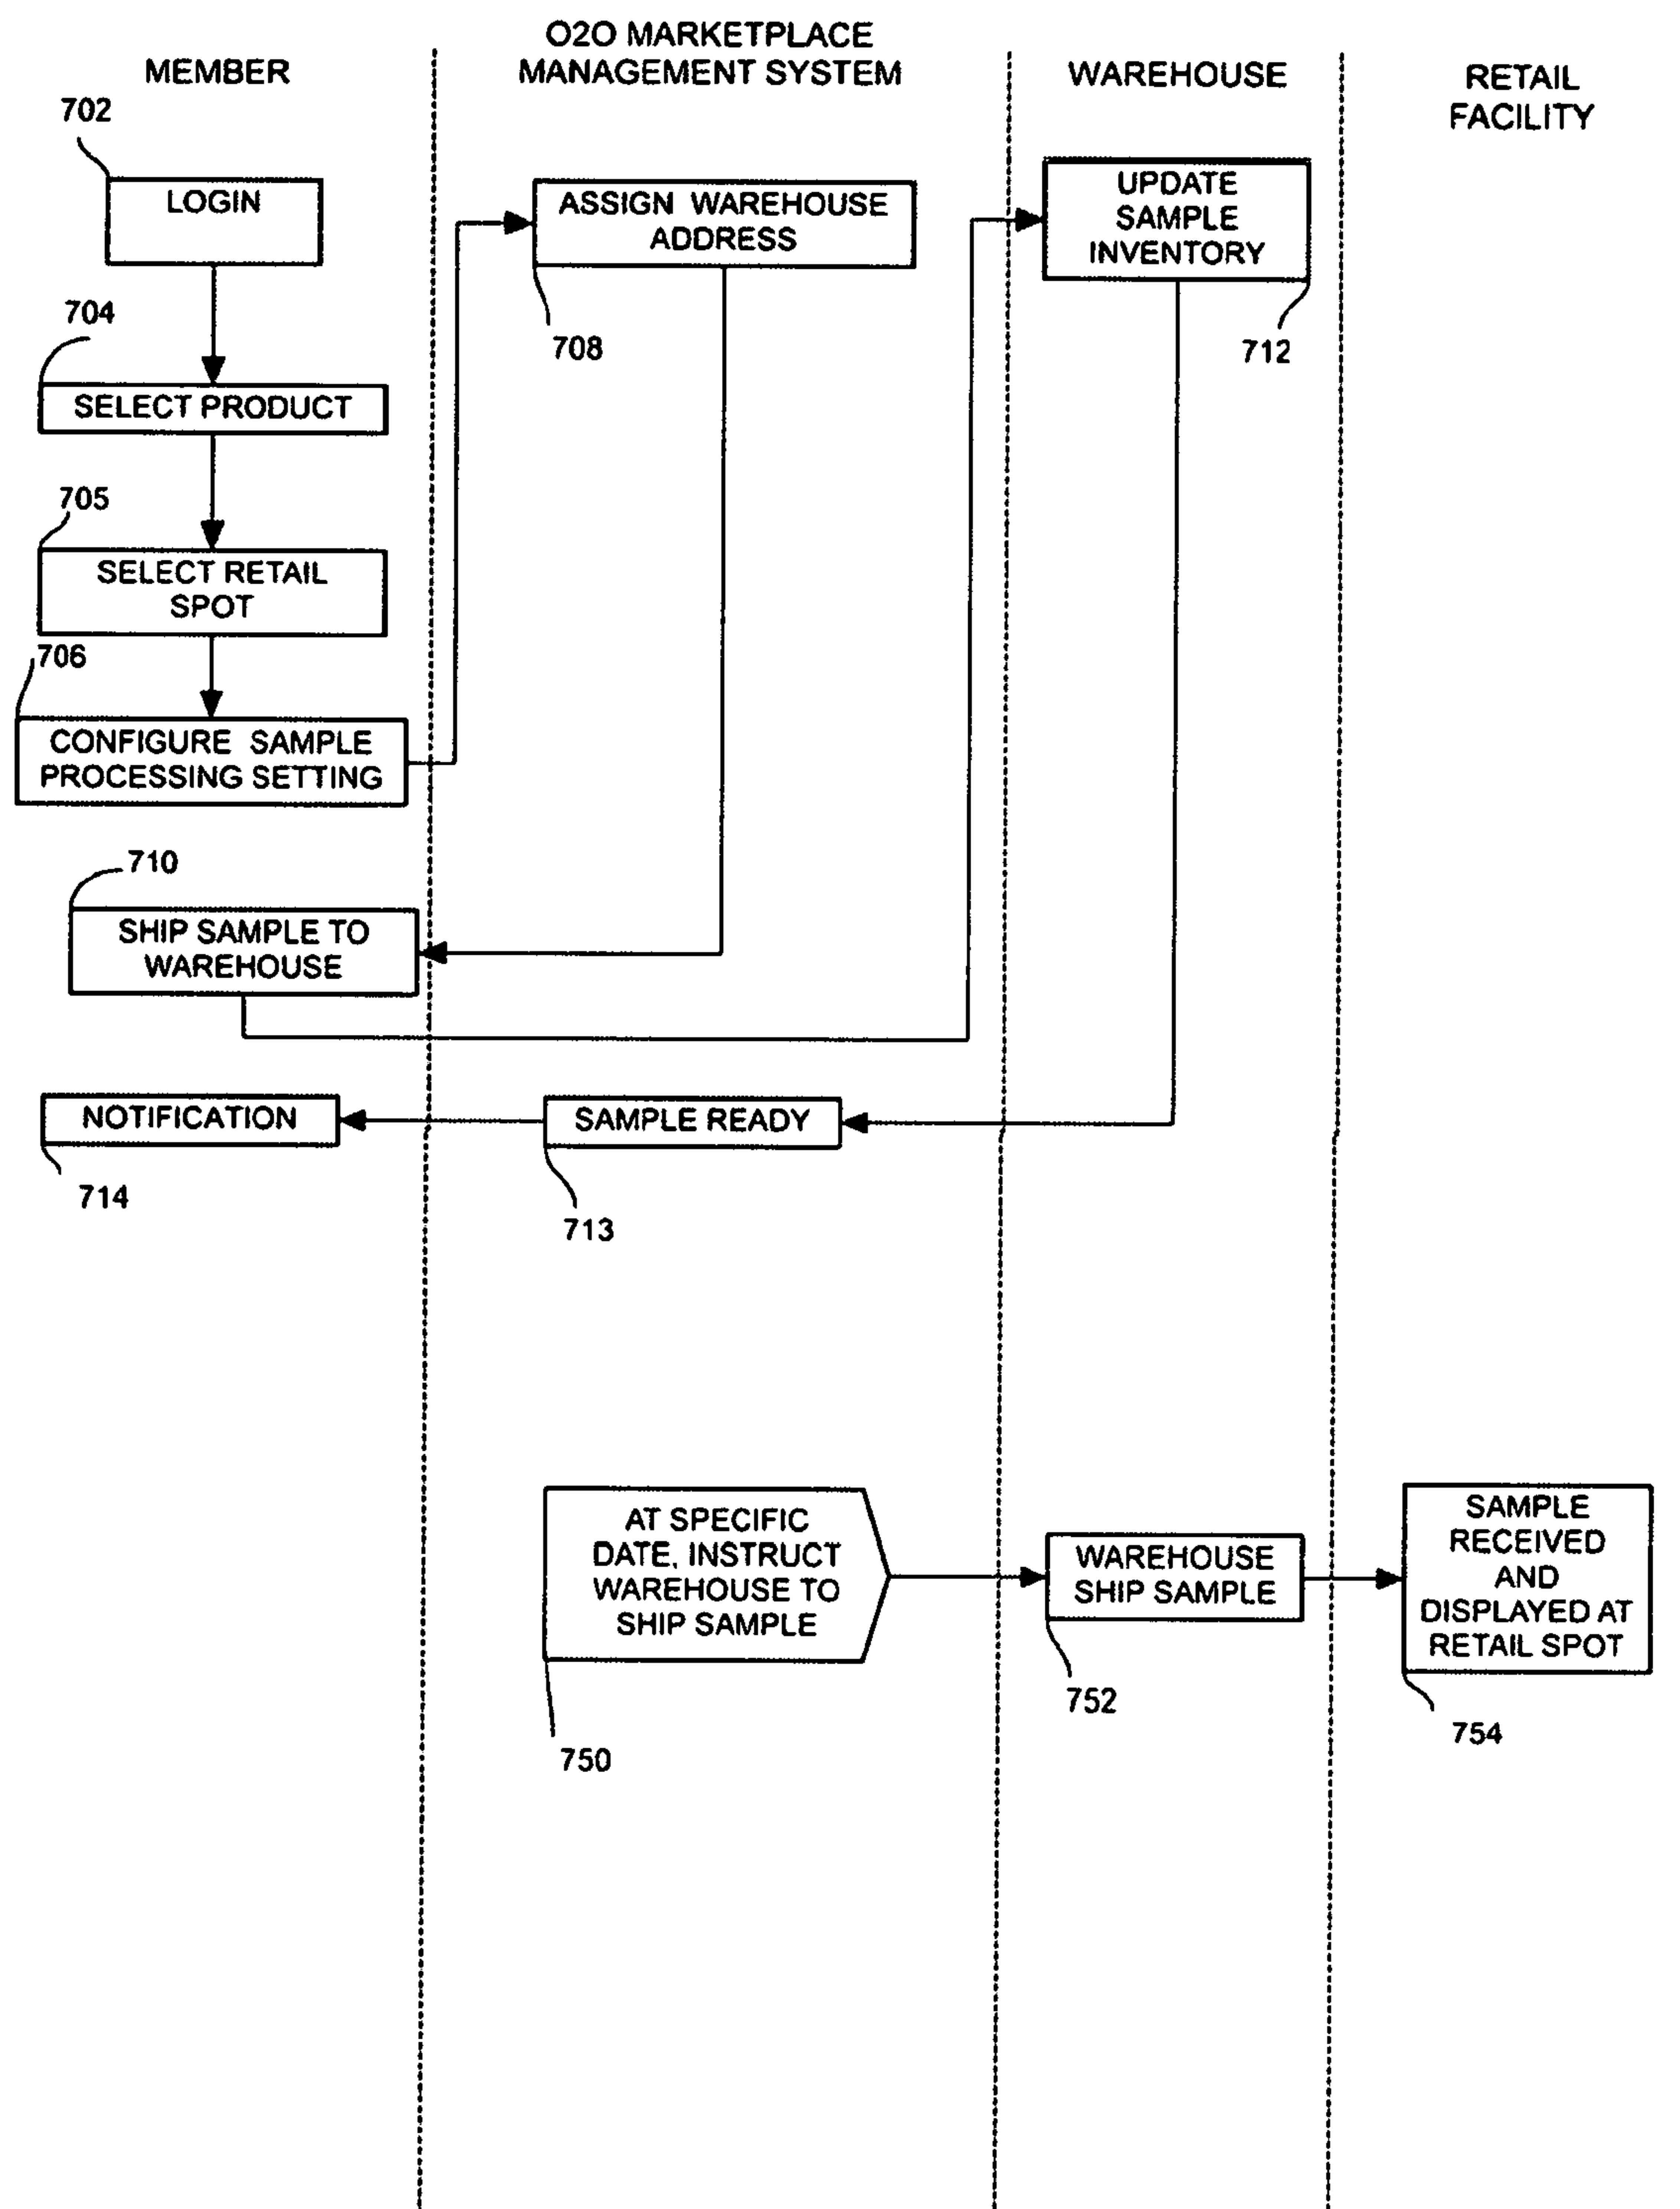 MEMBER
O2O MARKETPLACE
MANAGEMENT SYSTEM
WAREHOUSE
RETAIL
FACILITY
702
LOGIN
704
SELECT PRODUCT
705
SELECT RETAIL
SPOT
706
CONFIGURE SAMPLE
PROCESSING SETTING
ASSIGN WAREHOUSE
ADDRESS
708
710
SHIP SAMPLE TO
WAREHOUSE
UPDATE
SAMPLE
INVENTORY
712
SAMPLE READY
713
NOTIFICATION
714
AT SPECIFIC
DATE, INSTRUCT
WAREHOUSE TO
SHIP SAMPLE
750
WAREHOUSE
SHIP SAMPLE
752
SAMPLE
RECEIVED
AND
DISPLAYED AT
RETAIL SPOT
754